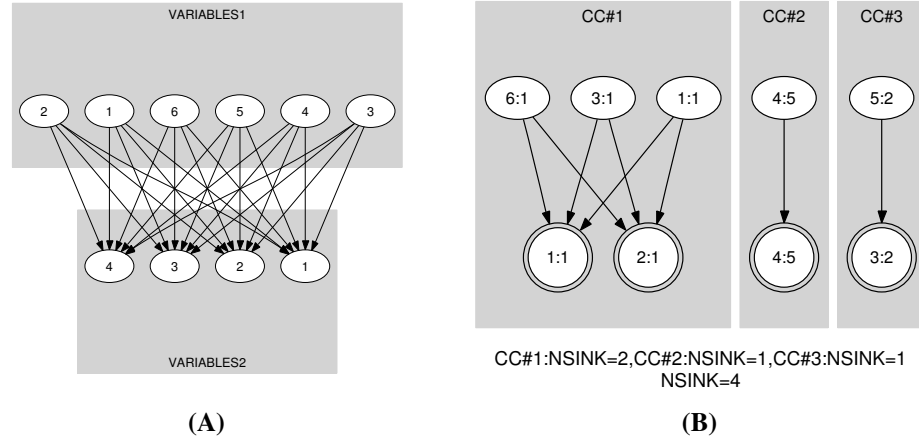 VARIABLES1
2 1 6 5 4 3
4 3 2 1
VARIABLES2
(A)
CC#1 CC#2 CC#3
6:1 3:1 1:1 4:5 5:2
1:1 2:1 4:5 3:2
CC#1:NSINK=2,CC#2:NSINK=1,CC#3:NSINK=1
NSINK=4
(B)